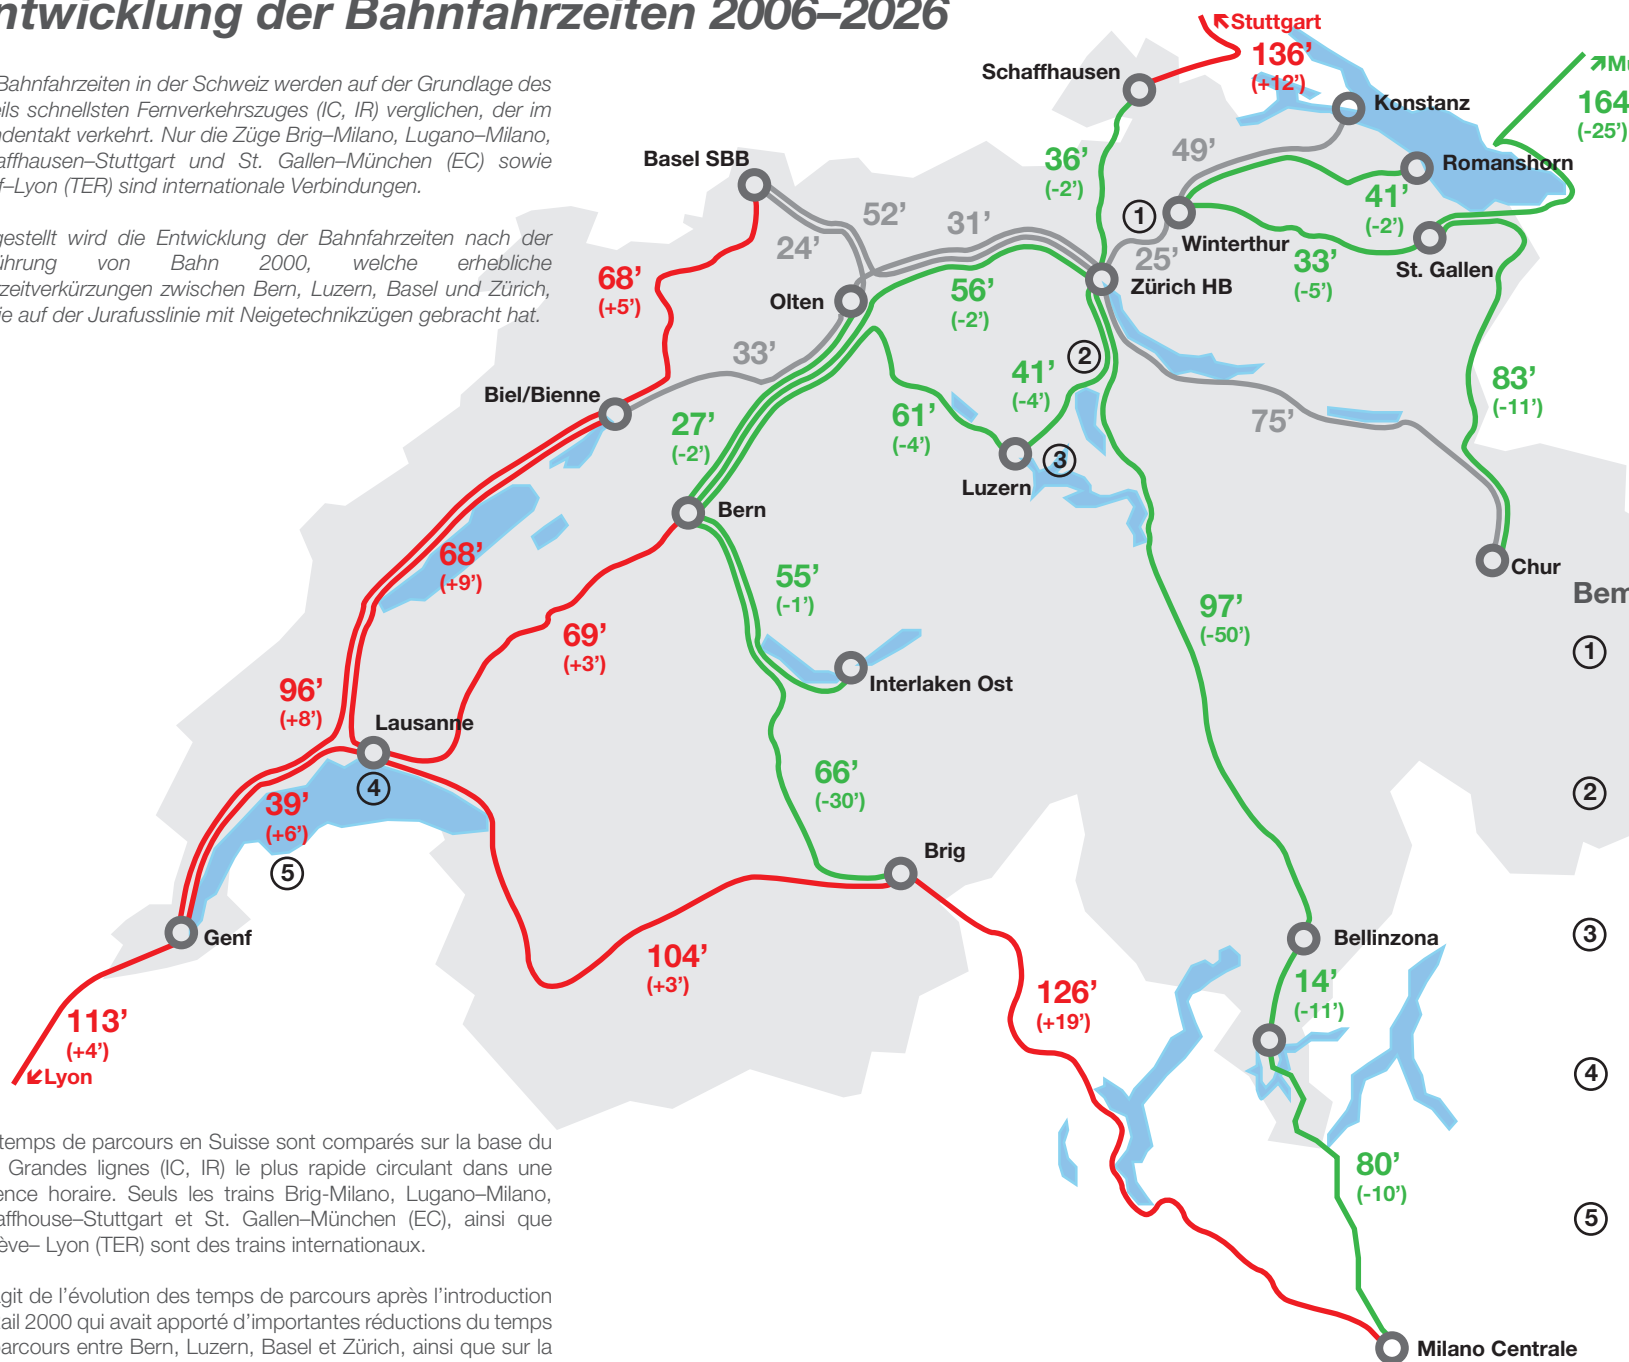 ntwicklung der Bahnfahrzeiten 2006–2026
Bahnfahrzeiten in der Schweiz werden auf der Grundlage des
ils schnellsten Fernverkehrszuges (IC, IR) verglichen, der im
ndentakt verkehrt. Nur die Züge Brig–Milano, Lugano–Milano,
affhausen–Stuttgart und St. Gallen–München (EC) sowie
f–Lyon (TER) sind internationale Verbindungen.
gestellt wird die Entwicklung der Bahnfahrzeiten nach der
ührung von Bahn 2000, welche erhebliche
zeitverkürzungen zwischen Bern, Luzern, Basel und Zürich,
ie auf der Jurafusslinie mit Neigetechnikzügen gebracht hat.
Stuttgart
136’
(+12’)
Schaffhausen
Konstanz
Mü
164
(-25’)
49’
36’
(-2’)
Basel SBB
Romanshorn
41’
(-2’)
52’
31’
24’
1
Winterthur
25’
33’
(-5’)
St. Gallen
68’
(+5’)
Olten
56’
(-2’)
Zürich HB
33’
2
41’
(-4’)
83’
(-11’)
Biel/Bienne
27’
(-2’)
61’
(-4’)
75’
3
Luzern
Bern
68’
(+9’)
55’
(-1’)
97’
(-50’)
Chur
Bem
69’
(+3’)
1
Interlaken Ost
96’
(+8’)
Lausanne
66’
(-30’)
4
2
39’
(+6’)
5
Brig
Genf
104’
(+3’)
Bellinzona
3
14’
(-11’)
126’
(+19’)
113’
(+4’)
Lyon
4
temps de parcours en Suisse sont comparés sur la base du
Grandes lignes (IC, IR) le plus rapide circulant dans une
ence horaire. Seuls les trains Brig-Milano, Lugano–Milano,
affhouse–Stuttgart et St. Gallen–München (EC), ainsi que
ève– Lyon (TER) sont des trains internationaux.
80’
(-10’)
5
agit de l’évolution des temps de parcours après l’introduction
ail 2000 qui avait apporté d’importantes réductions du temps
parcours entre Bern, Luzern, Basel et Zürich, ainsi que sur la
Milano Centrale